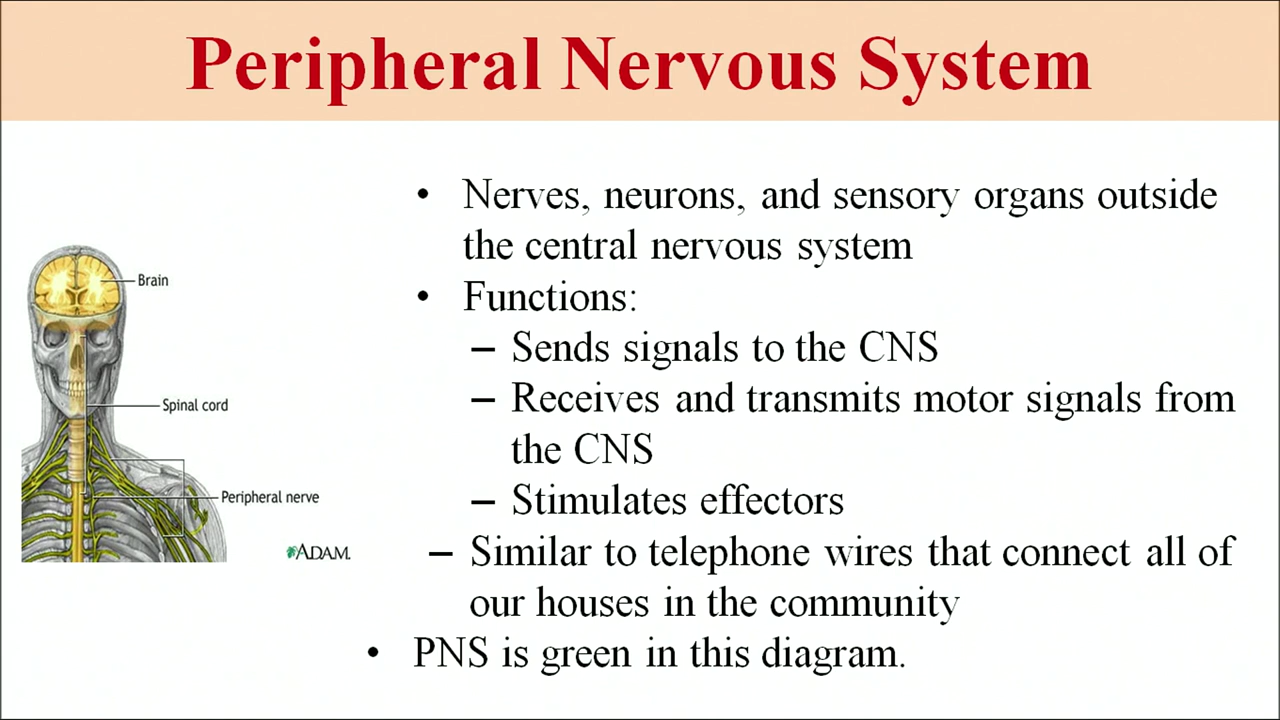 Peripheral Nervous System
• Nerves, neurons, and sensory organs outside
the central nervous system
• Functions:
– Sends signals to the CNS
– Receives and transmits motor signals from
the CNS
– Stimulates effectors
– Similar to telephone wires that connect all of
our houses in the community
• PNS is green in this diagram.
Brain
Spinal cord
Peripheral nerve
ADAM.